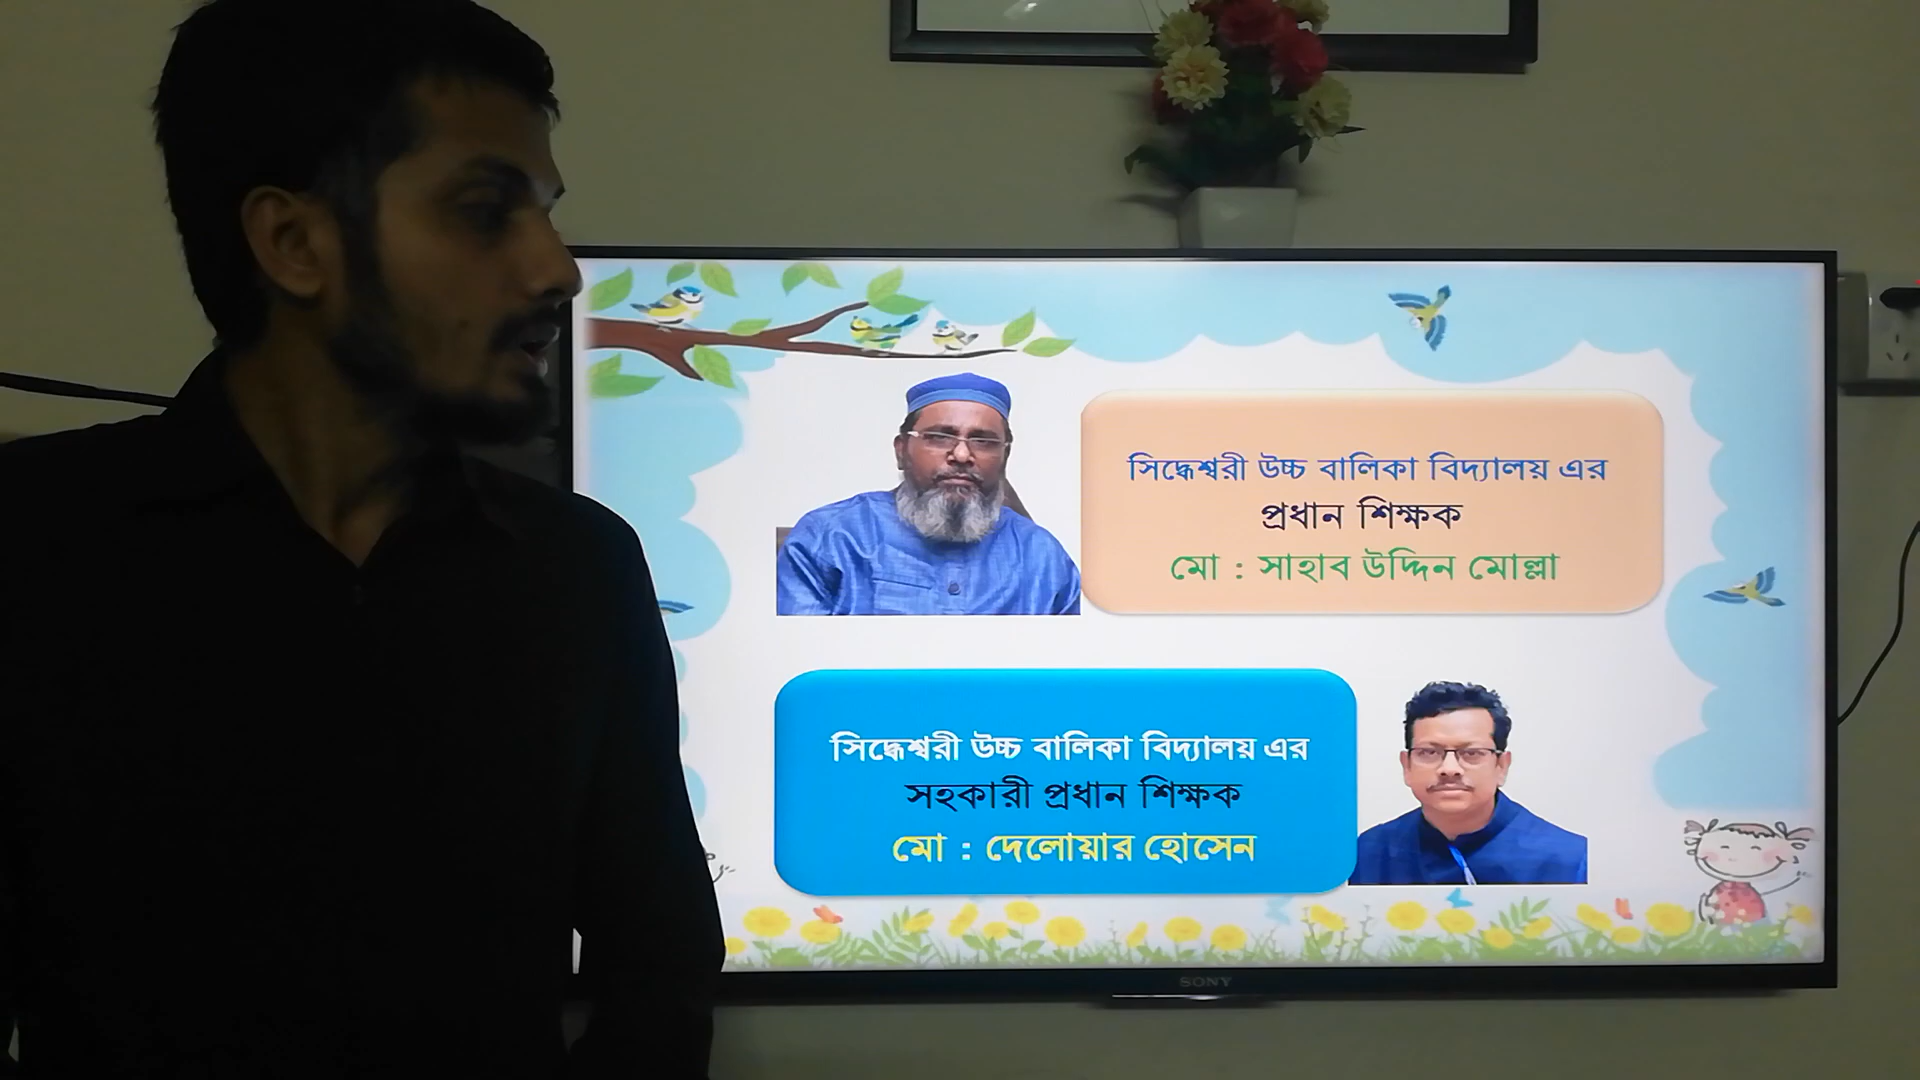 সিদ্ধেশ্বরী উচ্চ বালিকা বিদ্যালয় এর
প্রধান শিক্ষক
মো : সাহাব উদ্দিন মোল্লা
সিদ্ধেশ্বরী উচ্চ বালিকা বিদ্যালয় এর
সহকারী প্রধান শিক্ষক
মো : দেলোয়ার হোসেন
SONY